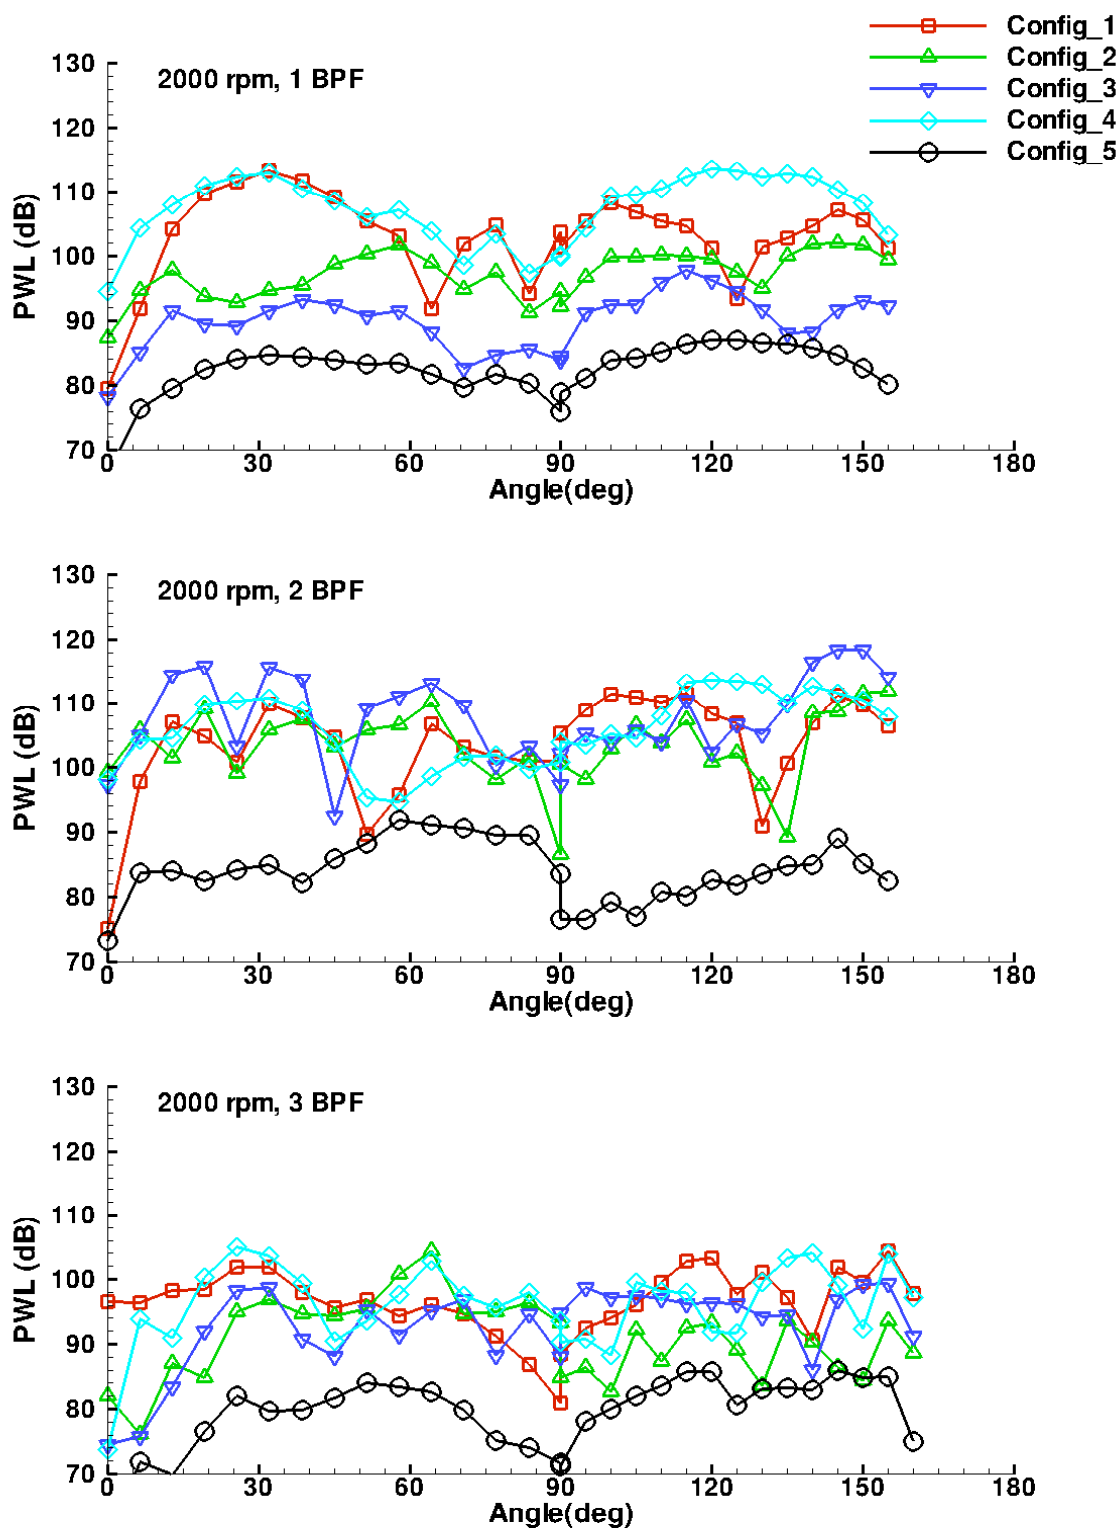 Config_1
Config_2
Config_3
Config_4
Config_5
2000 rpm, 1 BPF
130
120
110
100
90
80
70
PWL (dB)
0 30 60 90 120 150 180
Angle(deg)
2000 rpm, 2 BPF
130
120
110
100
90
80
70
PWL (dB)
0 30 60 90 120 150 180
Angle(deg)
2000 rpm, 3 BPF
130
120
110
100
90
80
70
PWL (dB)
0 30 60 90 120 150 180
Angle(deg)